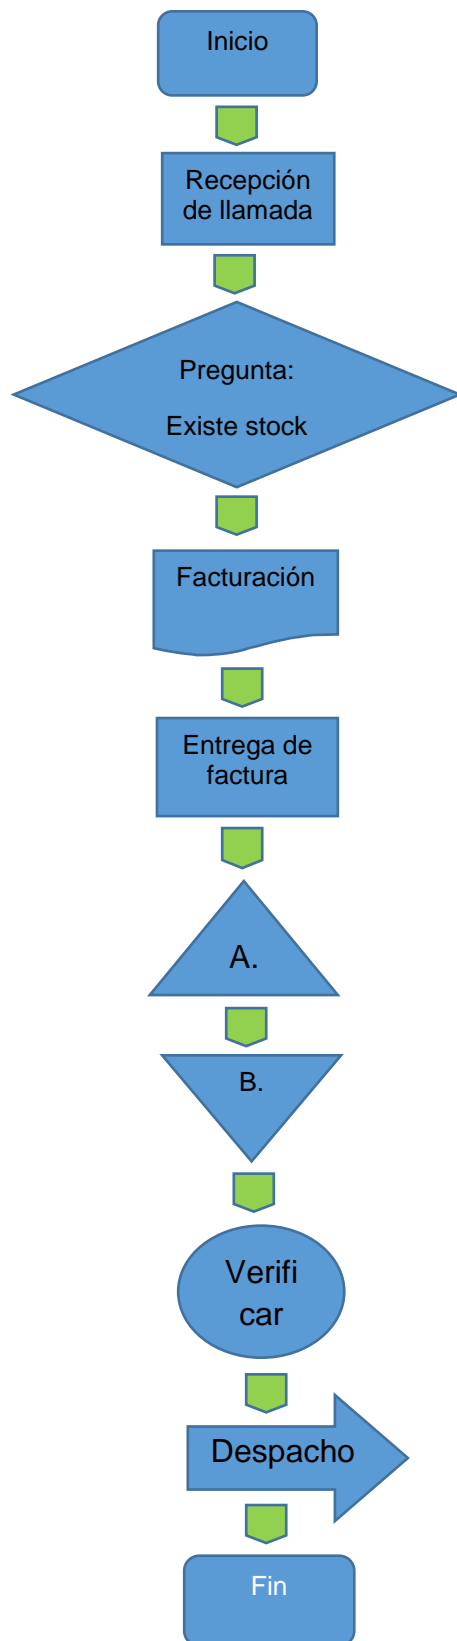 Inicio
Recepción
de llamada
Pregunta:
Existe stock
Facturación
Entrega de
factura
A.
B.
Verifi
car
Despacho
Fin